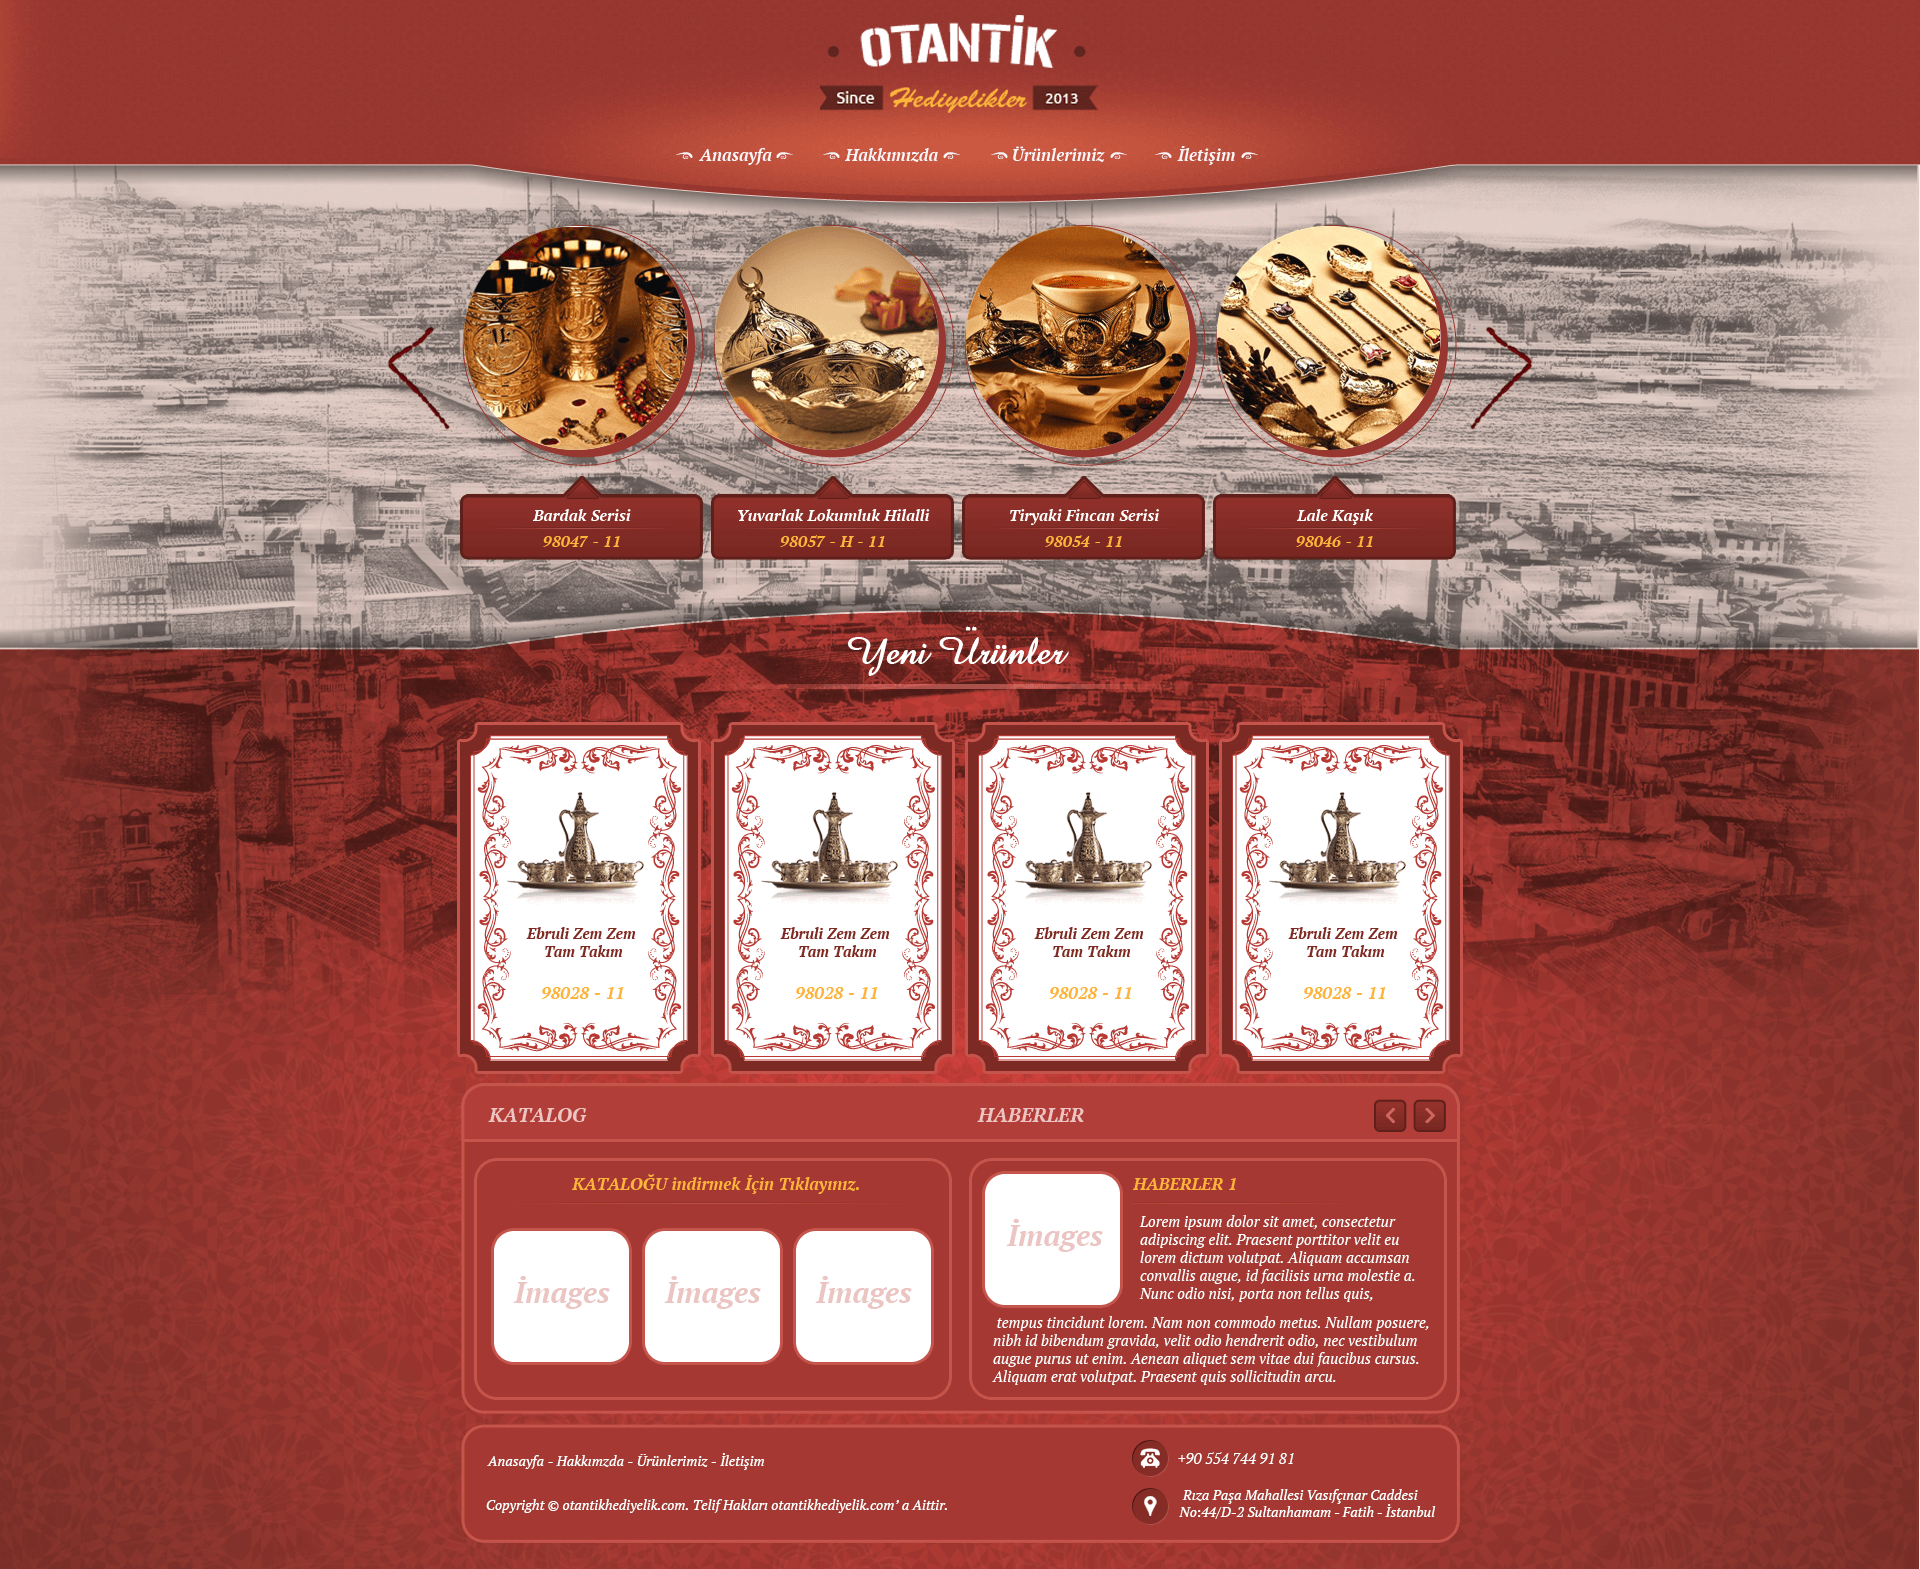 OTANTİK
Since Hediyelikler 2013
Anasayfa Hakkımızda Ürünlerimiz İletişim
Bardak Serisi
98047 - 11
Yuvarlak Lokumluk Hilalli
98057 - H - 11
Tiryaki Fincan Serisi
98054 - 11
Lale Kaşık
98046 - 11
Yeni Ürünler
Ebruli Zem Zem
Tam Takım
98028 - 11
Ebruli Zem Zem
Tam Takım
98028 - 11
Ebruli Zem Zem
Tam Takım
98028 - 11
Ebruli Zem Zem
Tam Takım
98028 - 11
KATALOG
KATALOĞU indirmek İçin Tıklayınız.
İmages İmages İmages
HABERLER
İmages
HABERLER 1
Lorem ipsum dolor sit amet, consectetur
adipiscing elit. Praesent porttitor velit eu
lorem dictum volutpat. Aliquam accumsan
convallis augue, id facilisis urna molestie a.
Nunc odio nisi, porta non tellus quis,
tempus tincidunt lorem. Nam non commodo metus. Nullam posuere,
nibh id bibendum gravida, velit odio hendrerit odio, nec vestibulum
augue purus ut enim. Aenean aliquet sem vitae dui faucibus cursus.
Aliquam erat volutpat. Praesent quis sollicitudin arcu.
Anasayfa - Hakkımzda - Ürünlerimiz - İletişim
Copyright © otantikhediyelik.com. Telif Hakları otantikhediyelik.com' a Aittir.
+90 554 744 91 81
Rıza Paşa Mahallesi Vasıfçınar Caddesi
No:44/D-2 Sultanhamam - Fatih - İstanbul